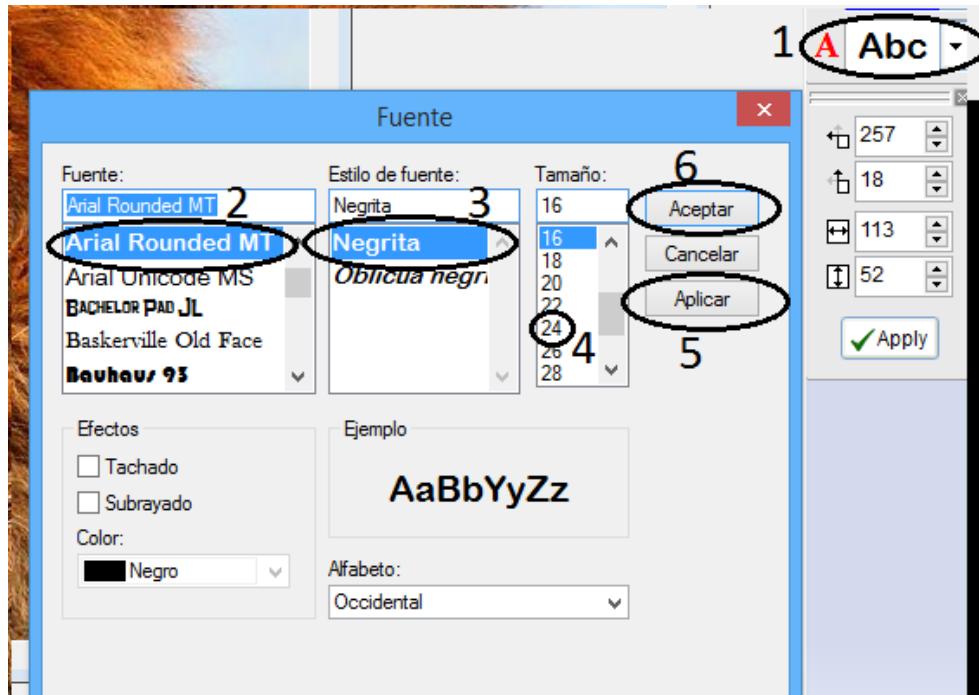 1 A Abc
Fuente
257
18
113
52
Apply
Fuente:
Arial Rounded MT 2
Arial Rounded MT
Arial Unicode MS
BACHELOR PAD JL
Baskerville Old Face
Bauhaus 93
Estilo de fuente:
Negrita 3
Negrita
Oblicua negri
Tamaño:
16
16
18
20
22
24
26
28
4
6
Aceptar
Cancelar
Aplicar
5
Efectos
Tachado
Subrayado
Color:
Negro
Ejemplo
AaBbYyZz
Alfabeto:
Occidental